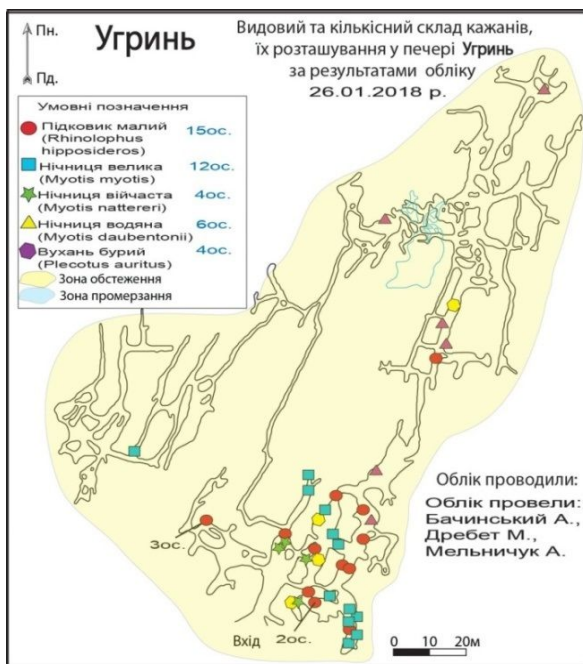 Пн.
Пд.
Угринь
Видовий та кількісний склад кажанів,
їх розташування у печері Угринь
за результатами обліку
26.01.2018 р.
Умовні позначення
Підковик малий 15ос.
(Rhinolophus
hipposideros)
Нічниця велика 12ос.
(Myotis myotis)
Нічниця війчаста 4ос.
(Myotis nattereri)
Нічниця водяна 6ос.
(Myotis daubentonii)
Вухань бурий 4ос.
(Plecotus auritus)
Зона обстеження
Зона промерзання
Облік проводили:
Облік провели:
Бачинський А.,
Дребет М.,
Мельничук А.
3ос.
Вхід
2ос.
0 10 20м